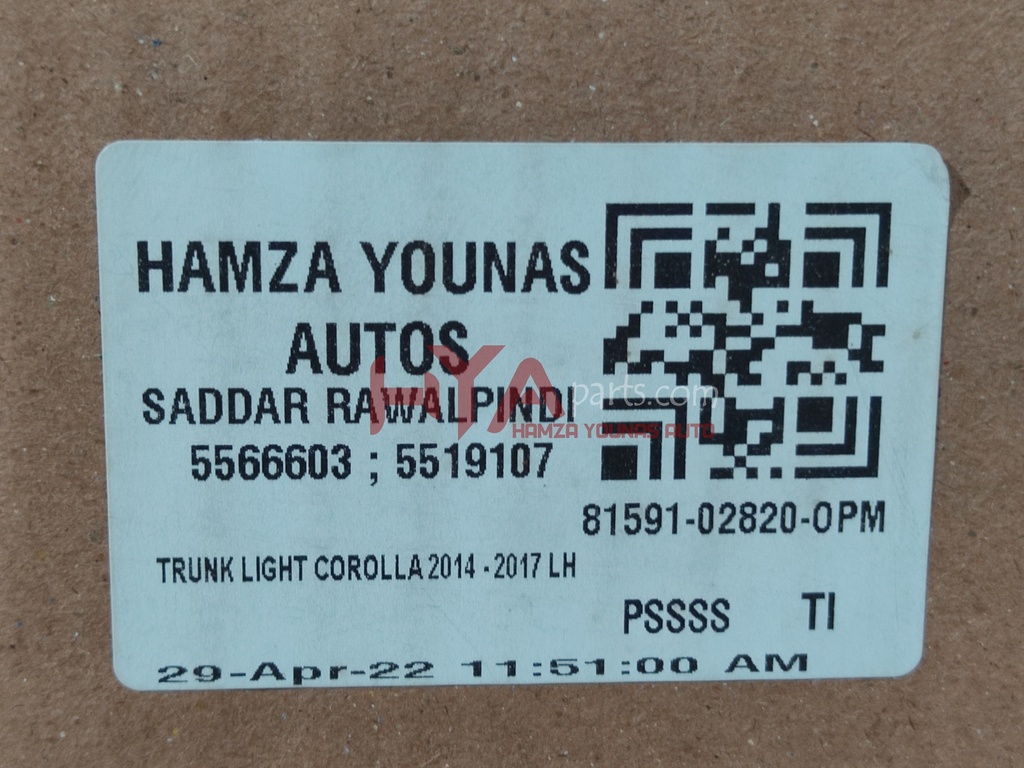 HAMZA YOUNAS
AUTOS
SADDAR RAWALPINDI
5566603 ; 5519107
81591-02820-OPM
TRUNK LIGHT COROLLA 2014 - 2017 LH
PSSSS TI
29-Apr-22 11:51:00 AM
HYAparts.com
HAMZA YOUNAS AUTO